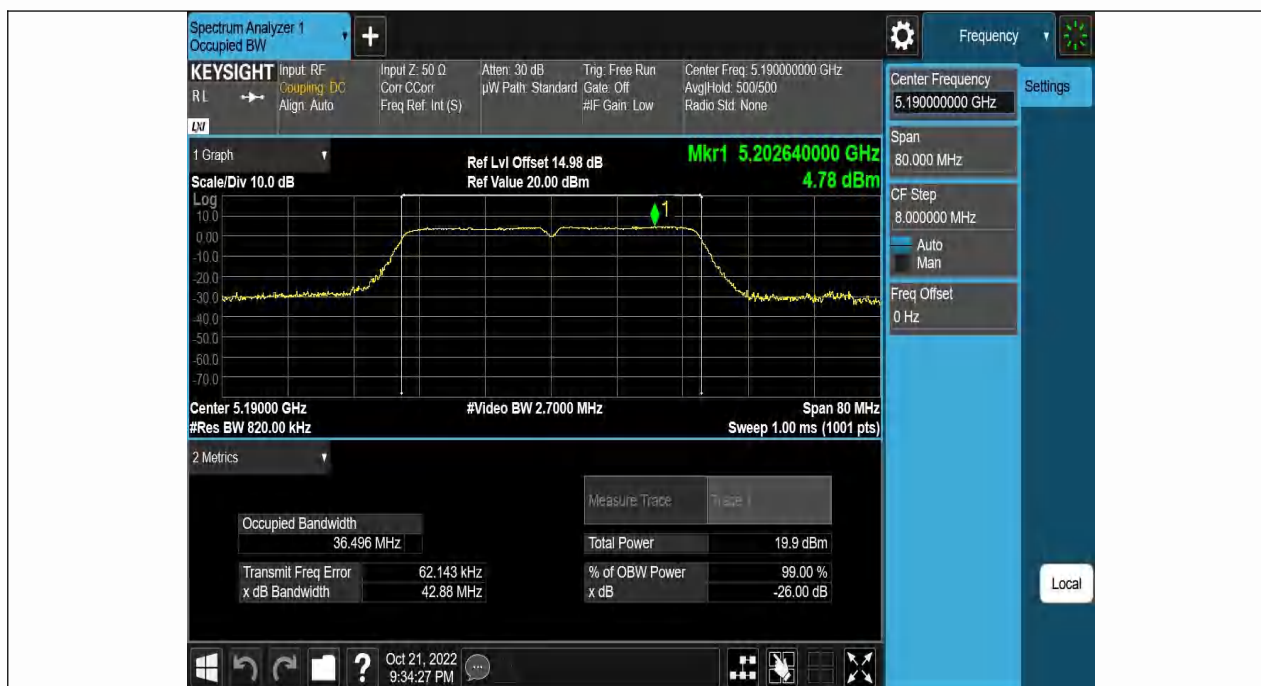 Spectrum Analyzer 1
Occupied BW
+
Frequency
KEYSIGHT
RL
LXI
Input: RF
Coupling: DC
Align: Auto
Input Z: 50 Ω
Corr CCorr
Freq Ref: Int (S)
Atten: 30 dB
µW Path: Standard
Trig: Free Run
Gate: Off
#IF Gain: Low
Center Freq: 5.190000000 GHz
Avg|Hold: 500/500
Radio Std: None
Center Frequency
5.190000000 GHz
Settings
Span
80.000 MHz
CF Step
8.000000 MHz
Auto
Man
Freq Offset
0 Hz
Local
1 Graph
Scale/Div 10.0 dB
Ref Lvl Offset 14.98 dB
Ref Value 20.00 dBm
Mkr1 5.202640000 GHz
4.78 dBm
Log
10.0
0.00
-10.0
-20.0
-30.0
-40.0
-50.0
-60.0
-70.0
1
Center 5.19000 GHz
#Res BW 820.00 kHz
#Video BW 2.7000 MHz
Span 80 MHz
Sweep 1.00 ms (1001 pts)
2 Metrics
Measure Trace Trace 1
Occupied Bandwidth
36.496 MHz
Total Power 19.9 dBm
Transmit Freq Error 62.143 kHz
% of OBW Power 99.00 %
x dB Bandwidth 42.88 MHz
x dB -26.00 dB
?
Oct 21, 2022
9:34:27 PM